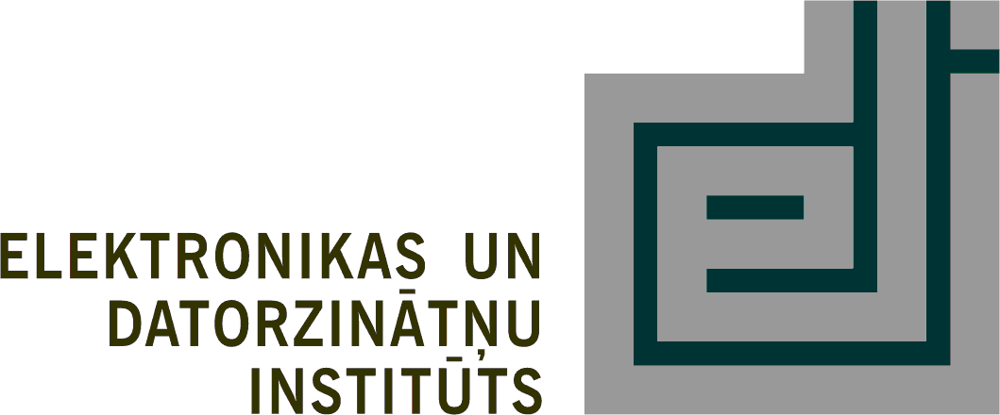 ELEKTRONIKAS UN
DATORZINĀTŅU
INSTITŪTS